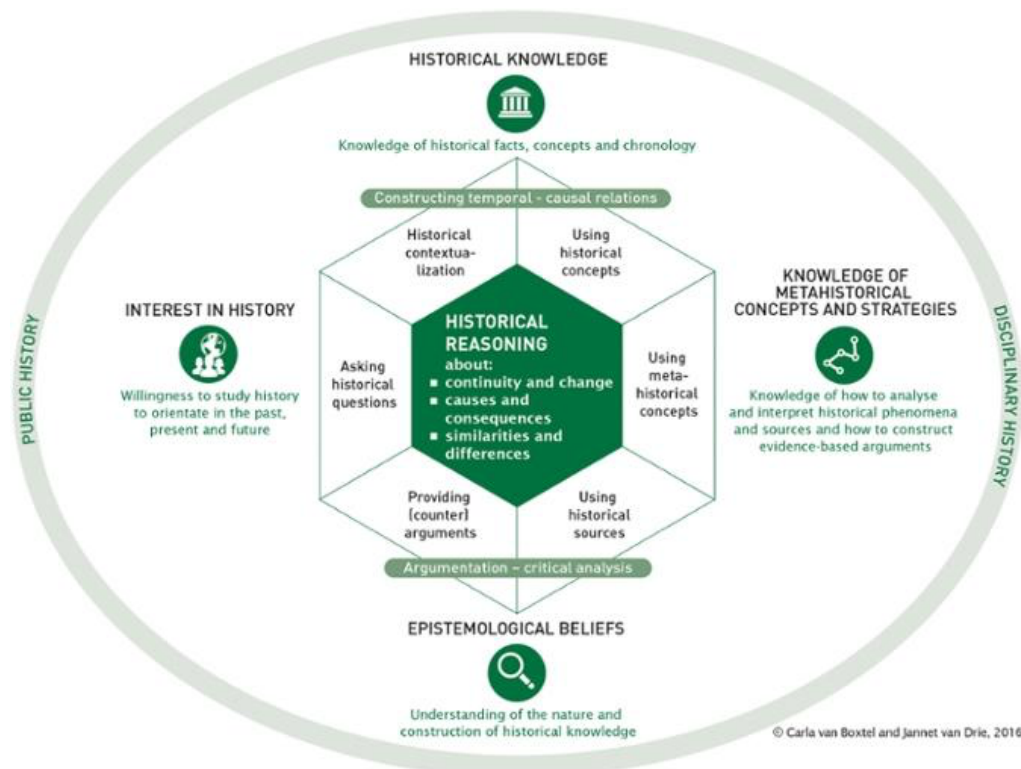 HISTORICAL KNOWLEDGE
Knowledge of historical facts, concepts and chronology
Constructing temporal - causal relations
Historical
contextua-
lization
Using
historical
concepts
INTEREST IN HISTORY
Willingness to study history
to orientate in the past,
present and future
PUBLIC HISTORY
Asking
historical
questions
HISTORICAL
REASONING
about:
▪ continuity and change
▪ causes and
consequences
▪ similarities and
differences
Using
meta-
historical
concepts
KNOWLEDGE OF
METAHISTORICAL
CONCEPTS AND STRATEGIES
Knowledge of how to analyse
and interpret historical phenomena
and sources and how to construct
evidence-based arguments
DISCIPLINARY HISTORY
Providing
(counter)
arguments
Using
historical
sources
Argumentation – critical analysis
EPISTEMOLOGICAL BELIEFS
Understanding of the nature and
construction of historical knowledge
© Carla van Boxtel and Jannet van Drie, 2016